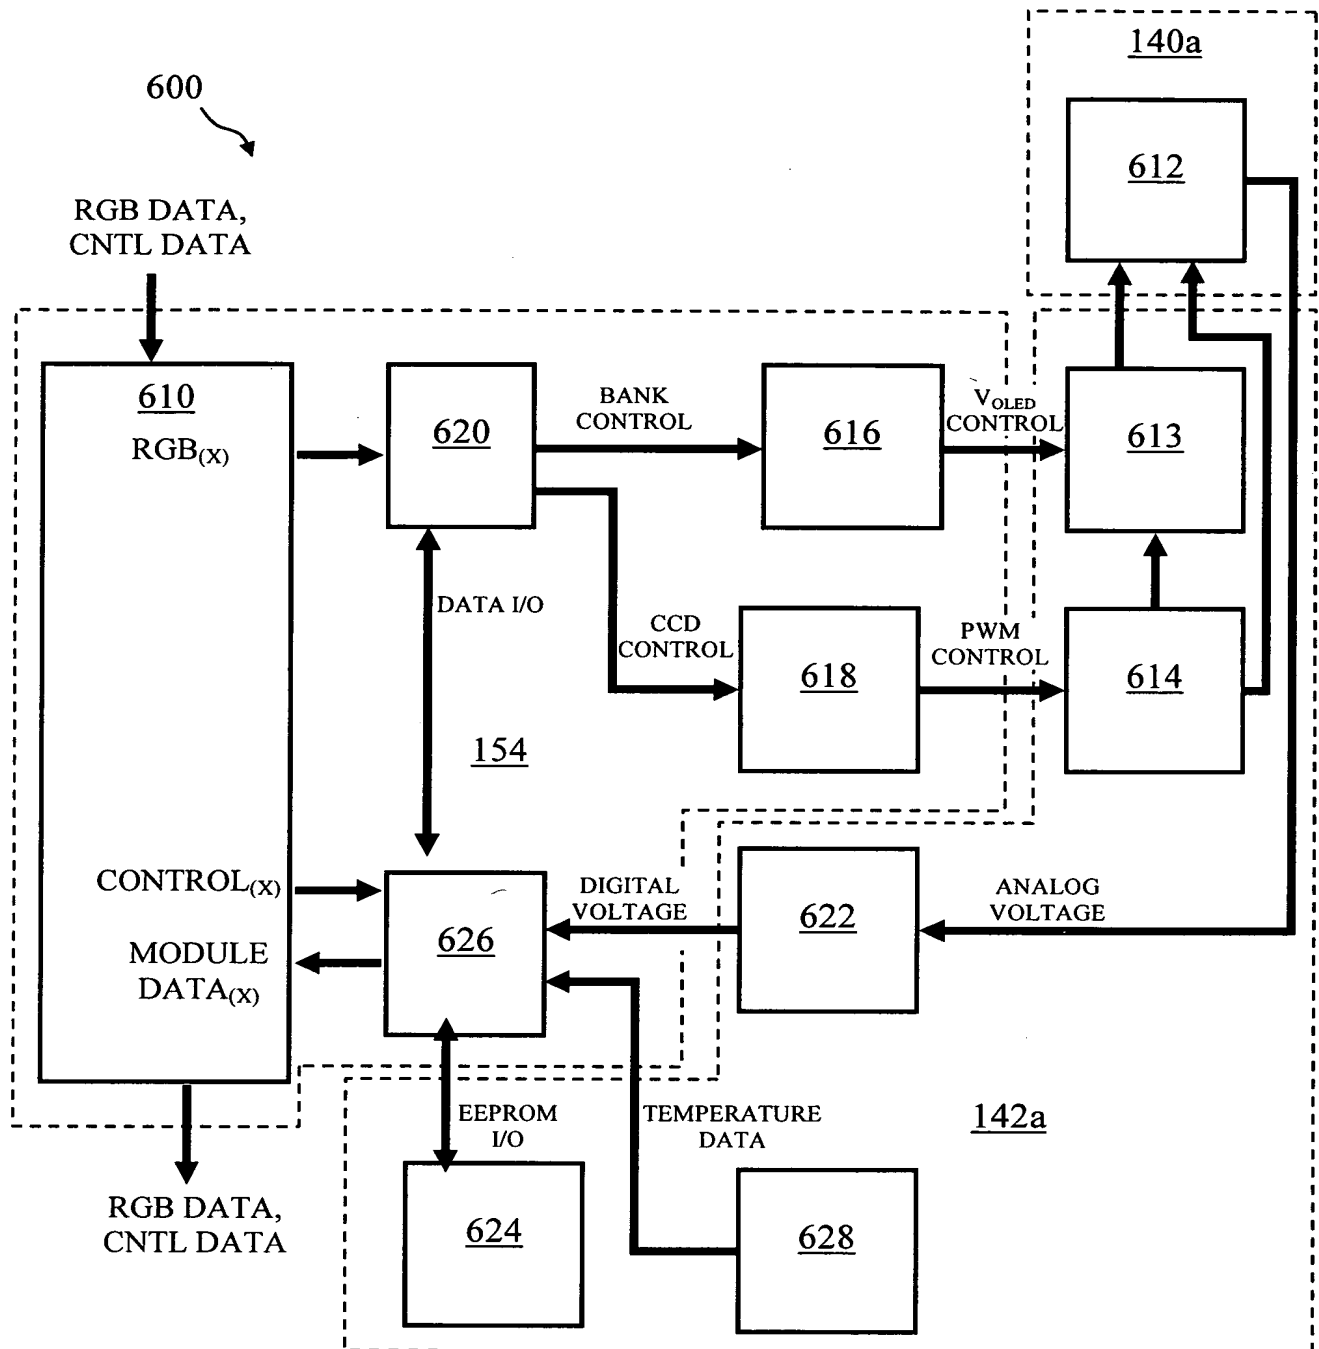 140a
600
612
RGB DATA,
CNTL DATA
610
RGB(X)
620
BANK
CONTROL
616
VOLED
CONTROL
613
DATA I/O
CCD
CONTROL
618
PWM
CONTROL
614
154
CONTROL(X)
MODULE
DATA(X)
626
DIGITAL
VOLTAGE
622
ANALOG
VOLTAGE
EEPROM
I/O
TEMPERATURE
DATA
142a
624
628
RGB DATA,
CNTL DATA